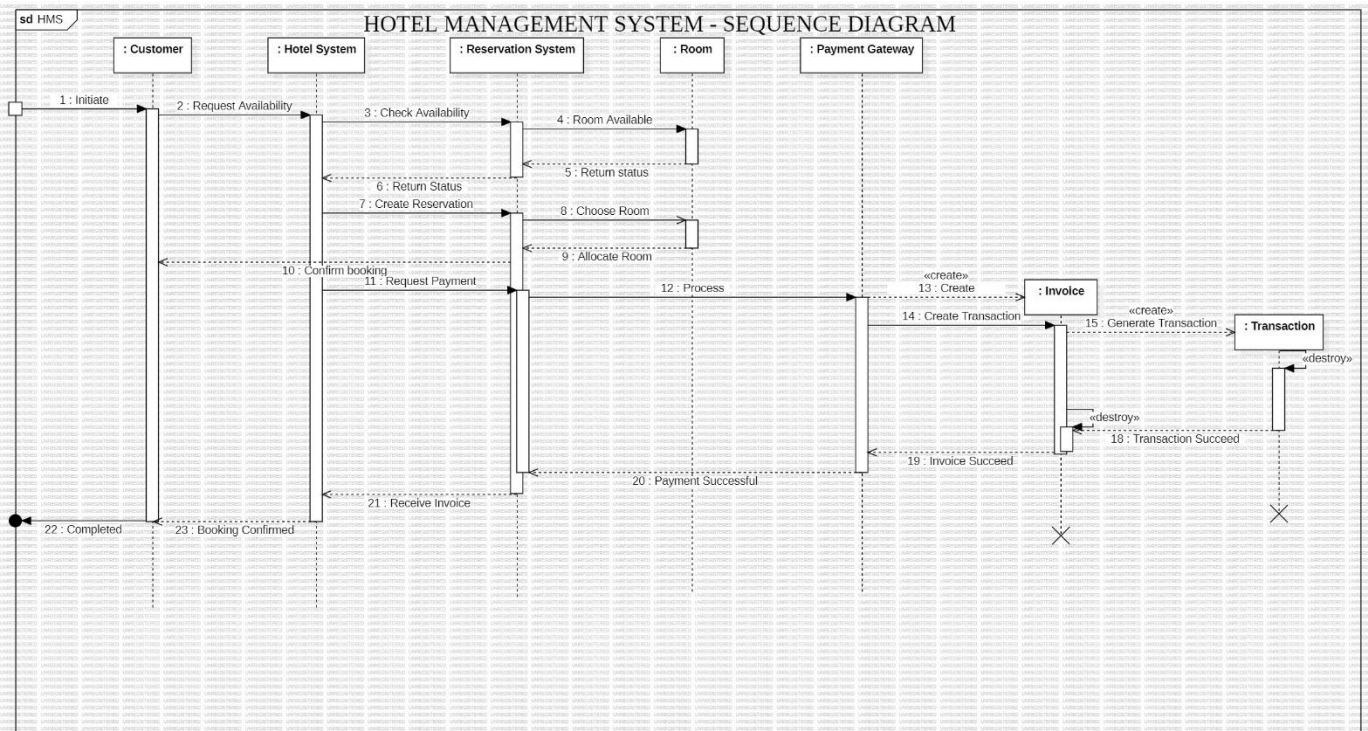 sd HMS
HOTEL MANAGEMENT SYSTEM - SEQUENCE DIAGRAM
: Customer
: Hotel System
: Reservation System
: Room
: Payment Gateway
1 : Initiate
2 : Request Availability
3 : Check Availability
4 : Room Available
5 : Return status
6 : Return Status
7 : Create Reservation
8 : Choose Room
9 : Allocate Room
10 : Confirm booking
11 : Request Payment
12 : Process
«create»
13 : Create
: Invoice
14 : Create Transaction
«create»
15 : Generate Transaction
: Transaction
«destroy»
«destroy»
18 : Transaction Succeed
19 : Invoice Succeed
20 : Payment Successful
21 : Receive Invoice
22 : Completed
23 : Booking Confirmed